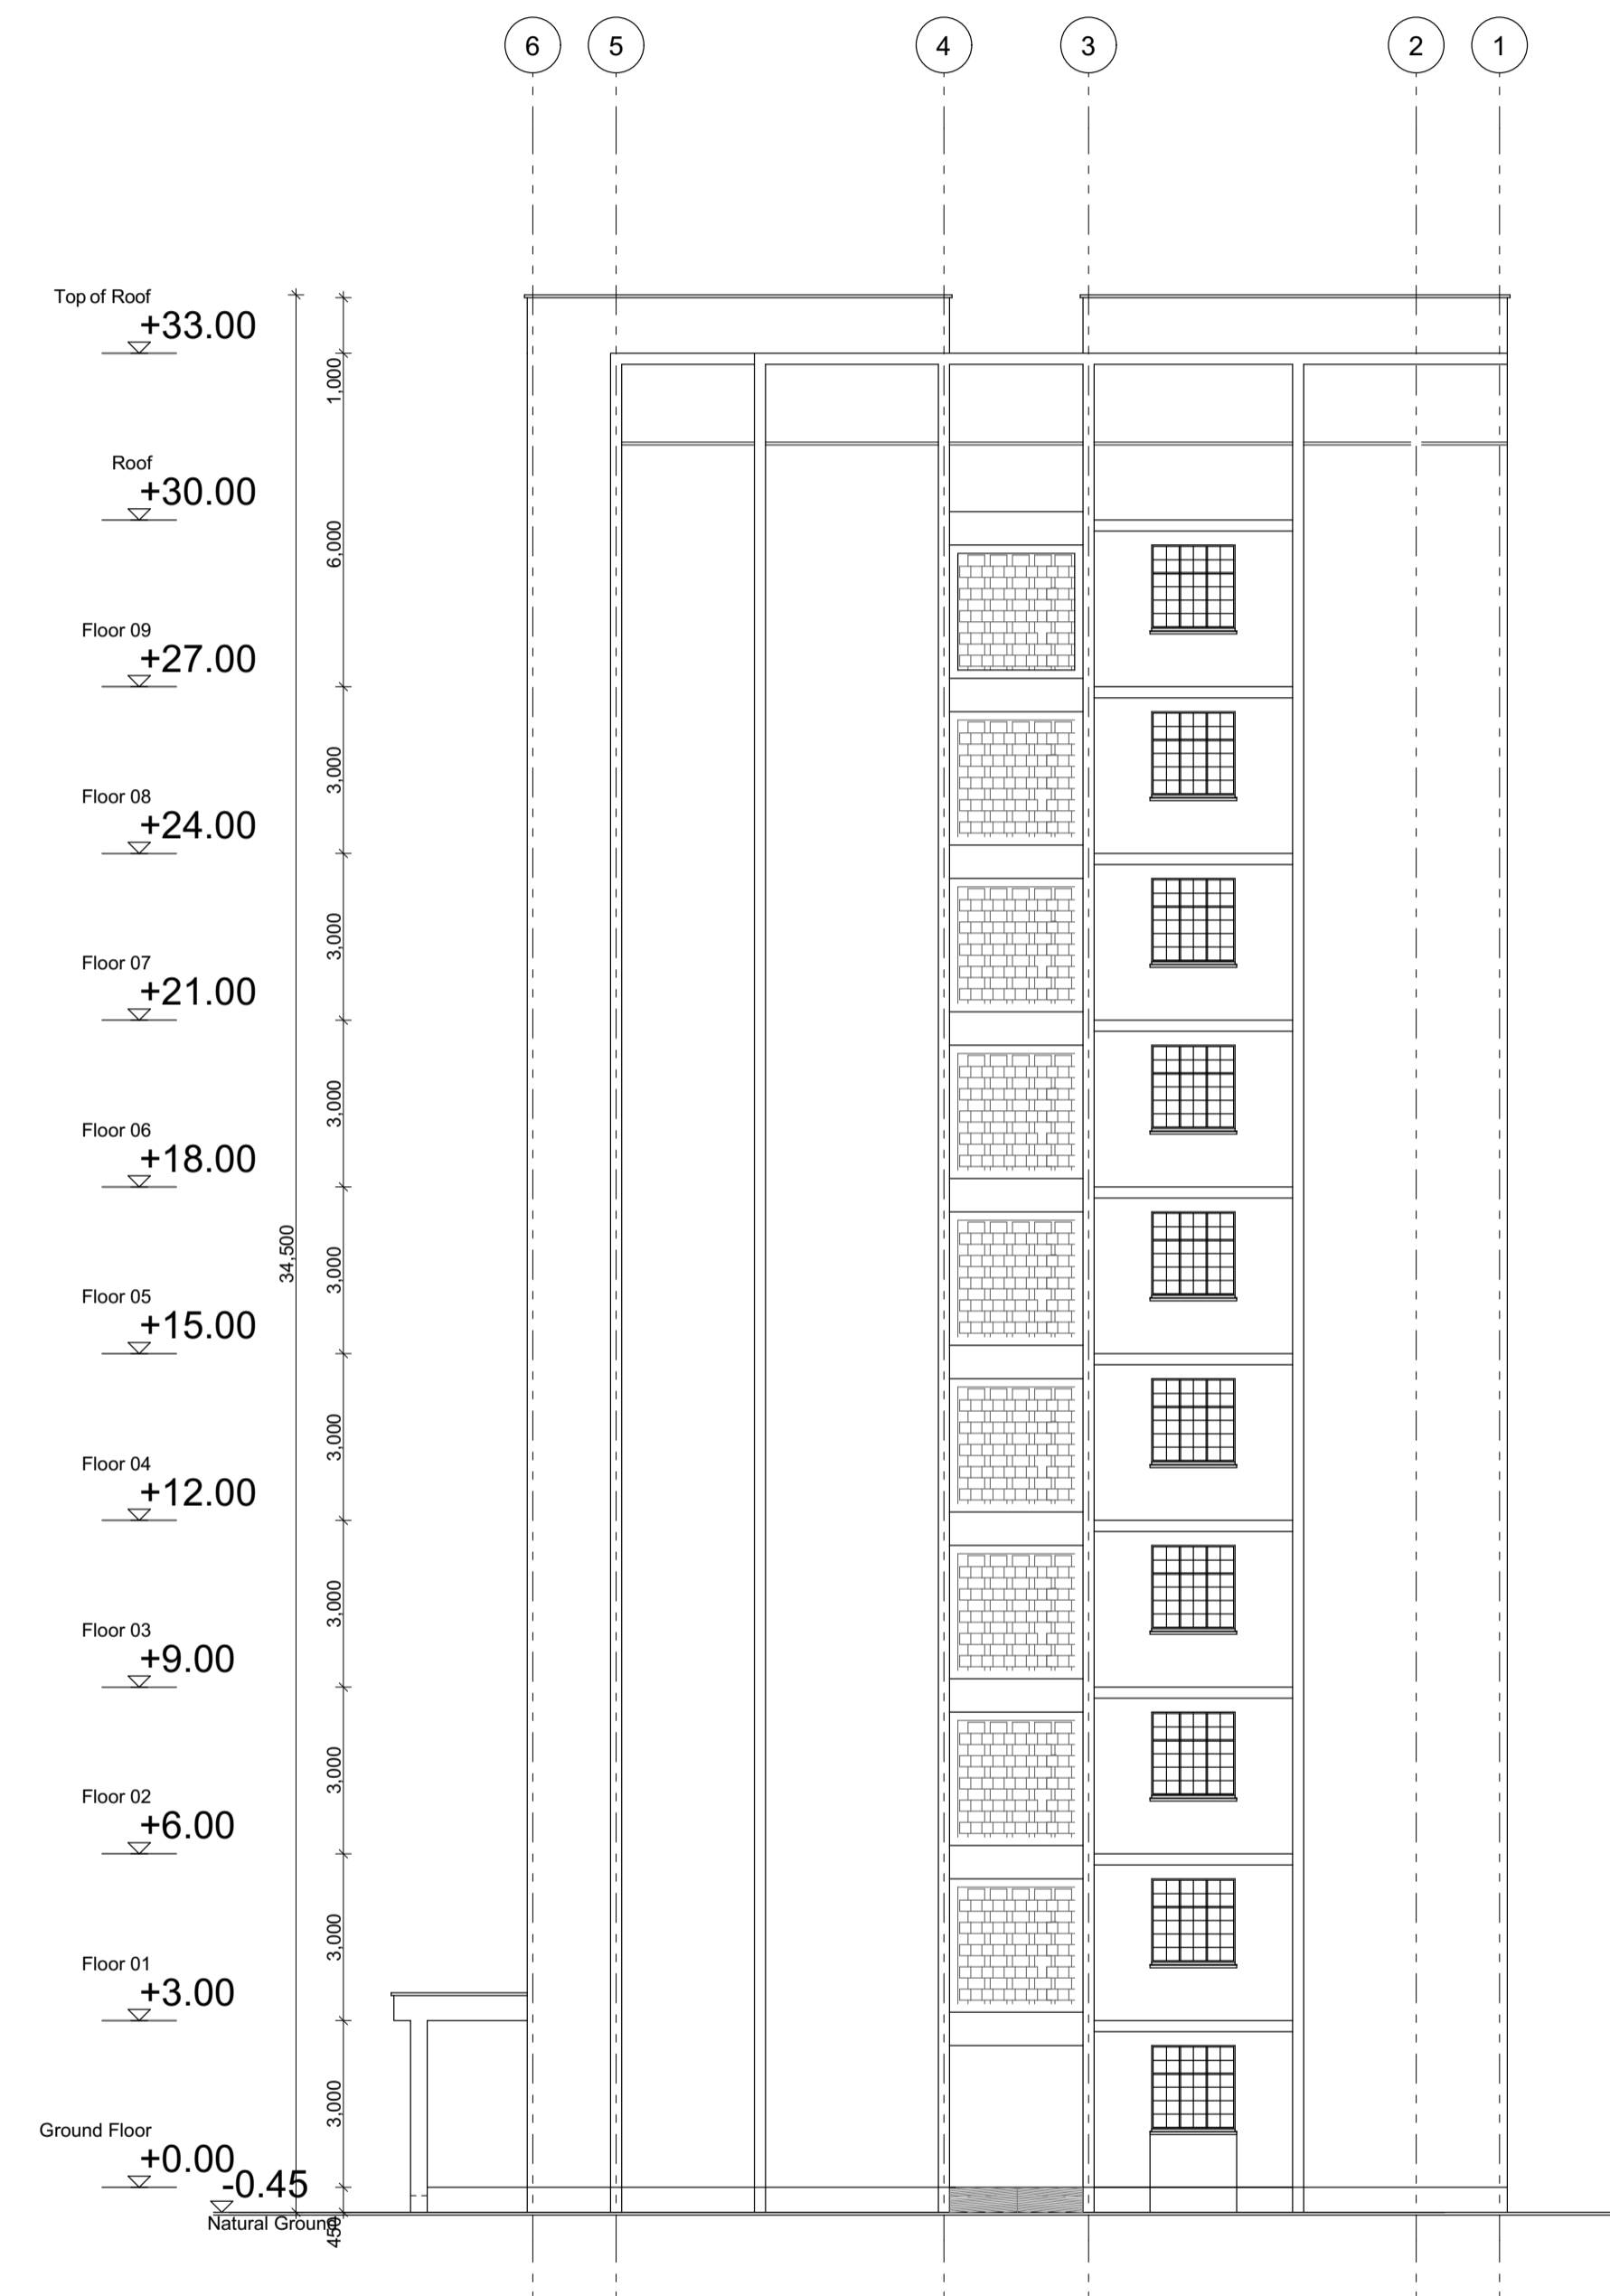 6 5 4 3 2 1
Top of Roof
+33.00
1,000
Roof
+30.00
6,000
Floor 09
+27.00
3,000
Floor 08
+24.00
3,000
Floor 07
+21.00
3,000
Floor 06
+18.00
34,500
3,000
Floor 05
+15.00
3,000
Floor 04
+12.00
3,000
Floor 03
+9.00
3,000
Floor 02
+6.00
3,000
Floor 01
+3.00
3,000
Ground Floor
+0.00
-0.45
Natural Ground
450